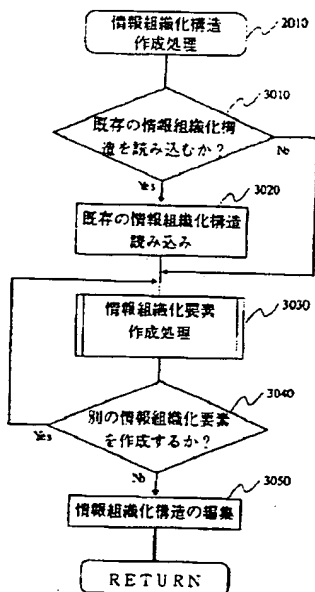 情報組織化構造
作成処理
2010
3010
既存の情報組織化構
造を読み込むか？
No
Yes
3020
既存の情報組織化構造
読み込み
情報組織化要素
作成処理
3030
3040
別の情報組織化要素
を作成するか？
Yes
No
3050
情報組織化構造の編集
RETURN